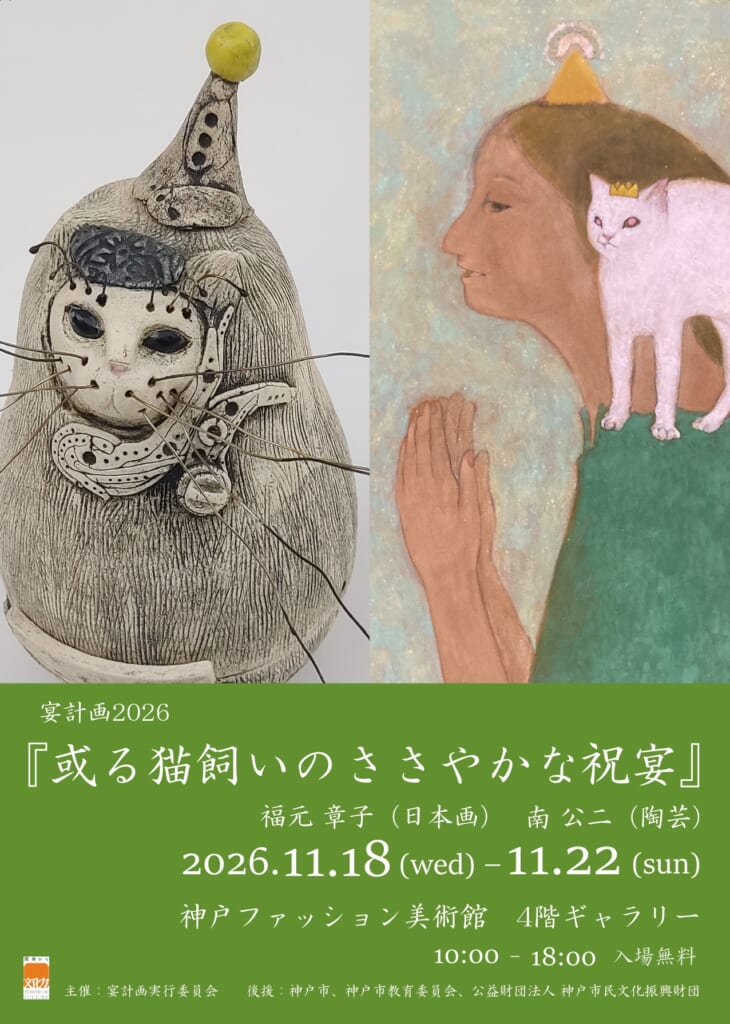 宴計画2026
『或る猫飼いのささやかな祝宴』
福元 章子（日本画） 南 公二（陶芸）
2026.11.18 (wed) – 11.22 (sun)
神戸ファッション美術館 4階ギャラリー
10:00 - 18:00 入場無料
文化力
主催：宴計画実行委員会 後援：神戸市、神戸市教育委員会、公益財団法人 神戸市民文化振興財団